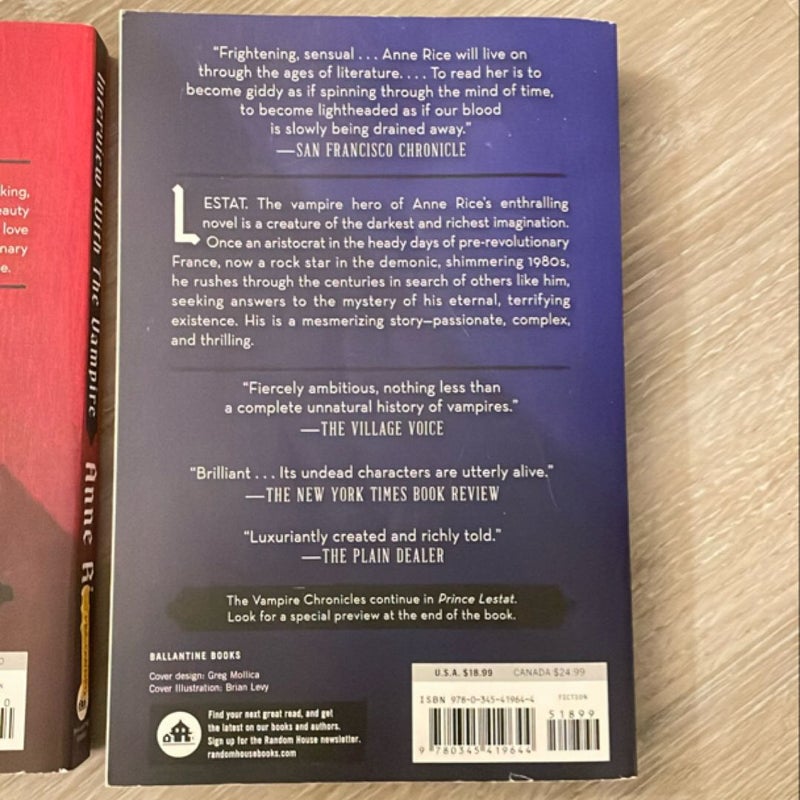 king,
eauty
love
nary
e.
Interview With The Vampire
Anne
"Frightening, sensual . . . Anne Rice will live on
through the ages of literature. . . . To read her is to
become giddy as if spinning through the mind of time,
to become lightheaded as if our blood
is slowly being drained away."
—SAN FRANCISCO CHRONICLE
LESTAT. The vampire hero of Anne Rice's enthralling
novel is a creature of the darkest and richest imagination.
Once an aristocrat in the heady days of pre-revolutionary
France, now a rock star in the demonic, shimmering 1980s,
he rushes through the centuries in search of others like him,
seeking answers to the mystery of his eternal, terrifying
existence. His is a mesmerizing story—passionate, complex,
and thrilling.
"Fiercely ambitious, nothing less than
a complete unnatural history of vampires."
—THE VILLAGE VOICE
"Brilliant . . . Its undead characters are utterly alive."
—THE NEW YORK TIMES BOOK REVIEW
"Luxuriantly created and richly told."
—THE PLAIN DEALER
The Vampire Chronicles continue in Prince Lestat.
Look for a special preview at the end of the book.
BALLANTINE BOOKS
Cover design: Greg Mollica
Cover Illustration: Brian Levy
Find your next great read, and get
the latest on our books and authors.
Sign up for the Random House newsletter.
randomhousebooks.com
U.S.A. $18.99 CANADA $24.99
ISBN 978-0-345-41964-4 FICTION
51899
9 780345 419644